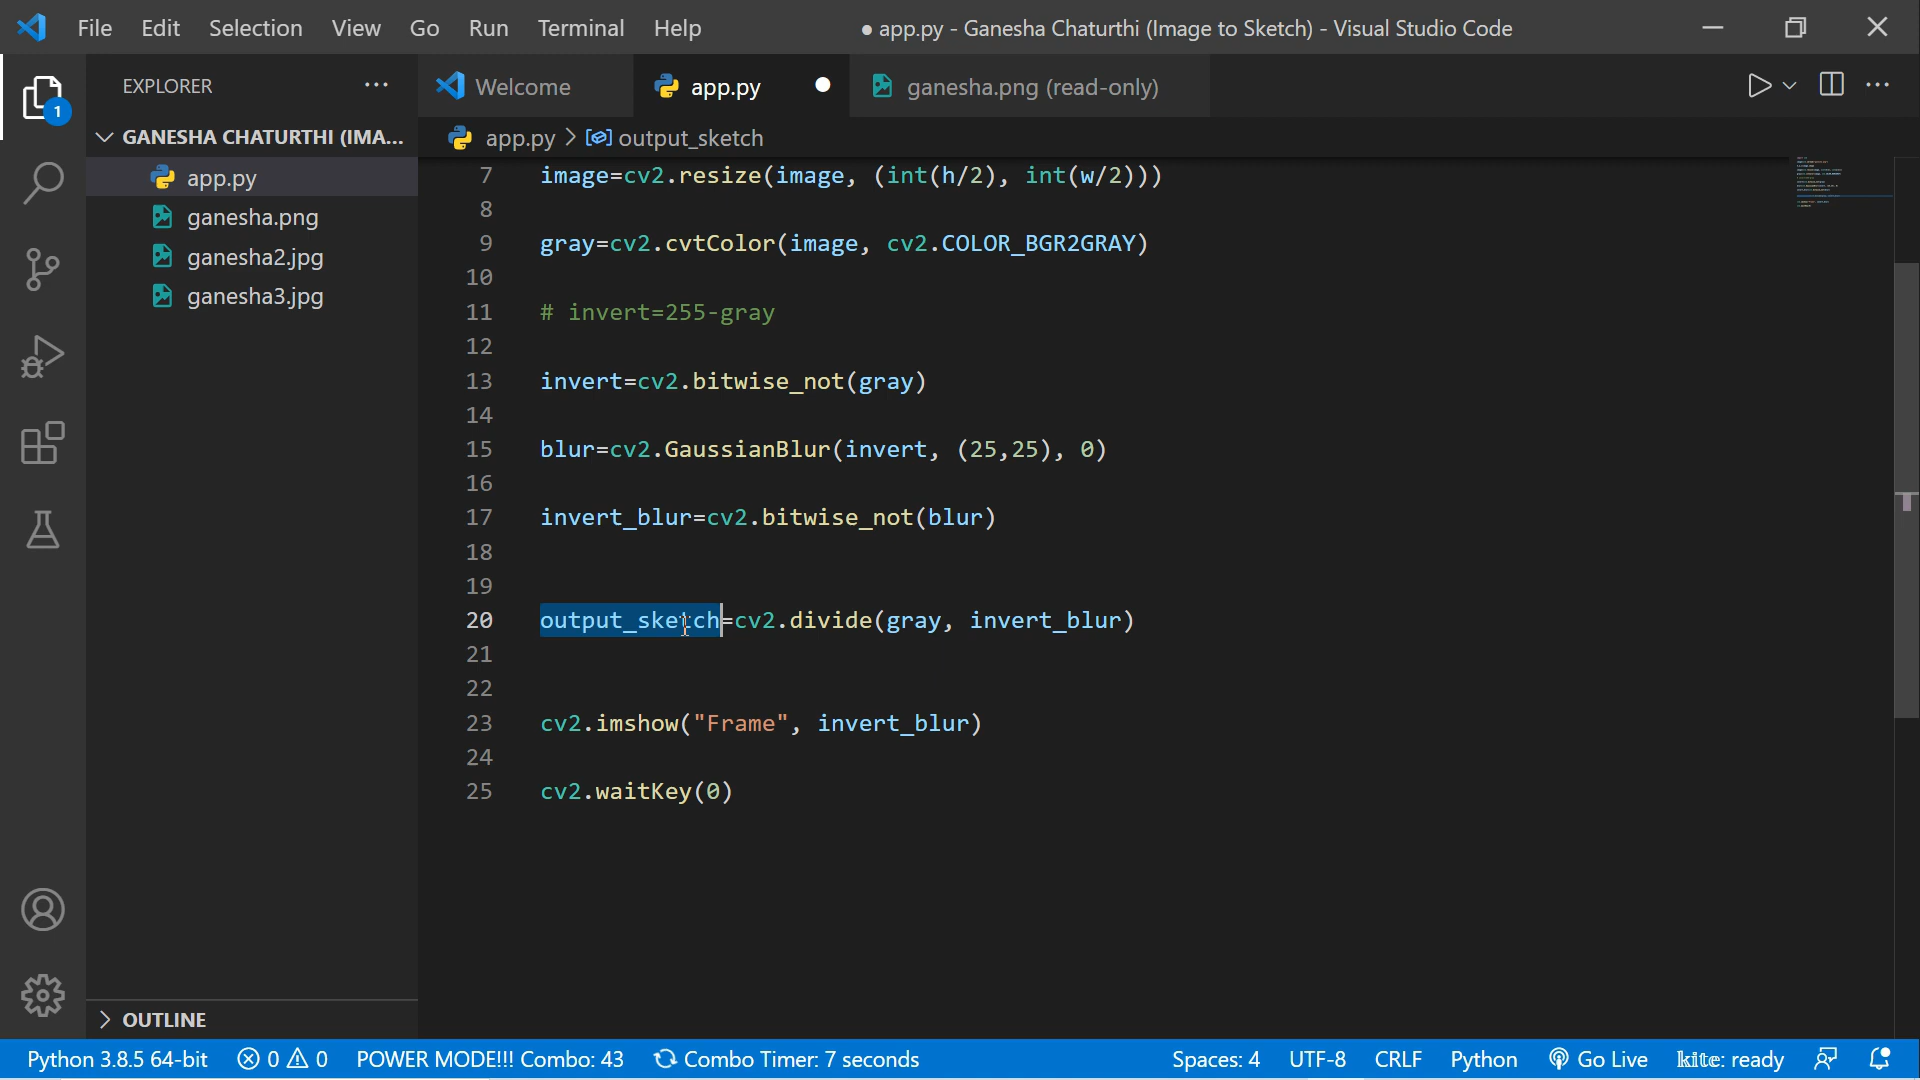 File Edit Selection View Go Run Terminal Help
● app.py - Ganesha Chaturthi (Image to Sketch) - Visual Studio Code
EXPLORER
Welcome
app.py
ganesha.png (read-only)
1
GANESHA CHATURTHI (IMA...
app.py > output_sketch
app.py
ganesha.png
ganesha2.jpg
ganesha3.jpg
7 image=cv2.resize(image, (int(h/2), int(w/2)))
8
9 gray=cv2.cvtColor(image, cv2.COLOR_BGR2GRAY)
10
11 # invert=255-gray
12
13 invert=cv2.bitwise_not(gray)
14
15 blur=cv2.GaussianBlur(invert, (25,25), 0)
16
17 invert_blur=cv2.bitwise_not(blur)
18
19
20 output_sketch=cv2.divide(gray, invert_blur)
21
22
23 cv2.imshow("Frame", invert_blur)
24
25 cv2.waitKey(0)
OUTLINE
Python 3.8.5 64-bit 0 0 POWER MODE!!! Combo: 43 Combo Timer: 7 seconds Spaces: 4 UTF-8 CRLF Python Go Live kite: ready